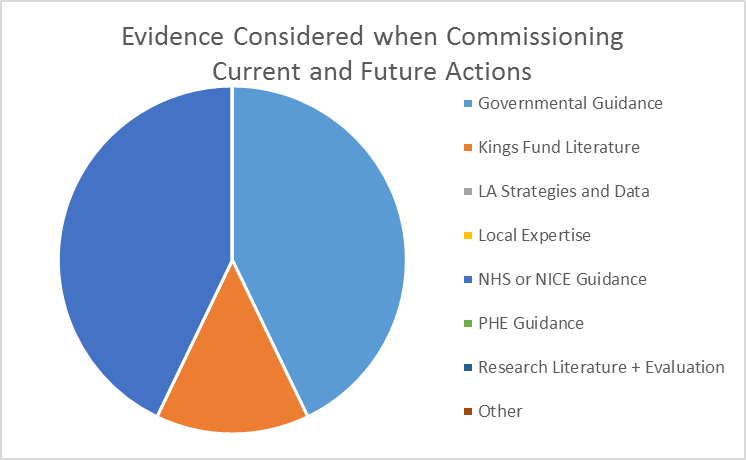 Evidence Considered when Commissioning
Current and Future Actions
Governmental Guidance
Kings Fund Literature
LA Strategies and Data
Local Expertise
NHS or NICE Guidance
PHE Guidance
Research Literature + Evaluation
Other